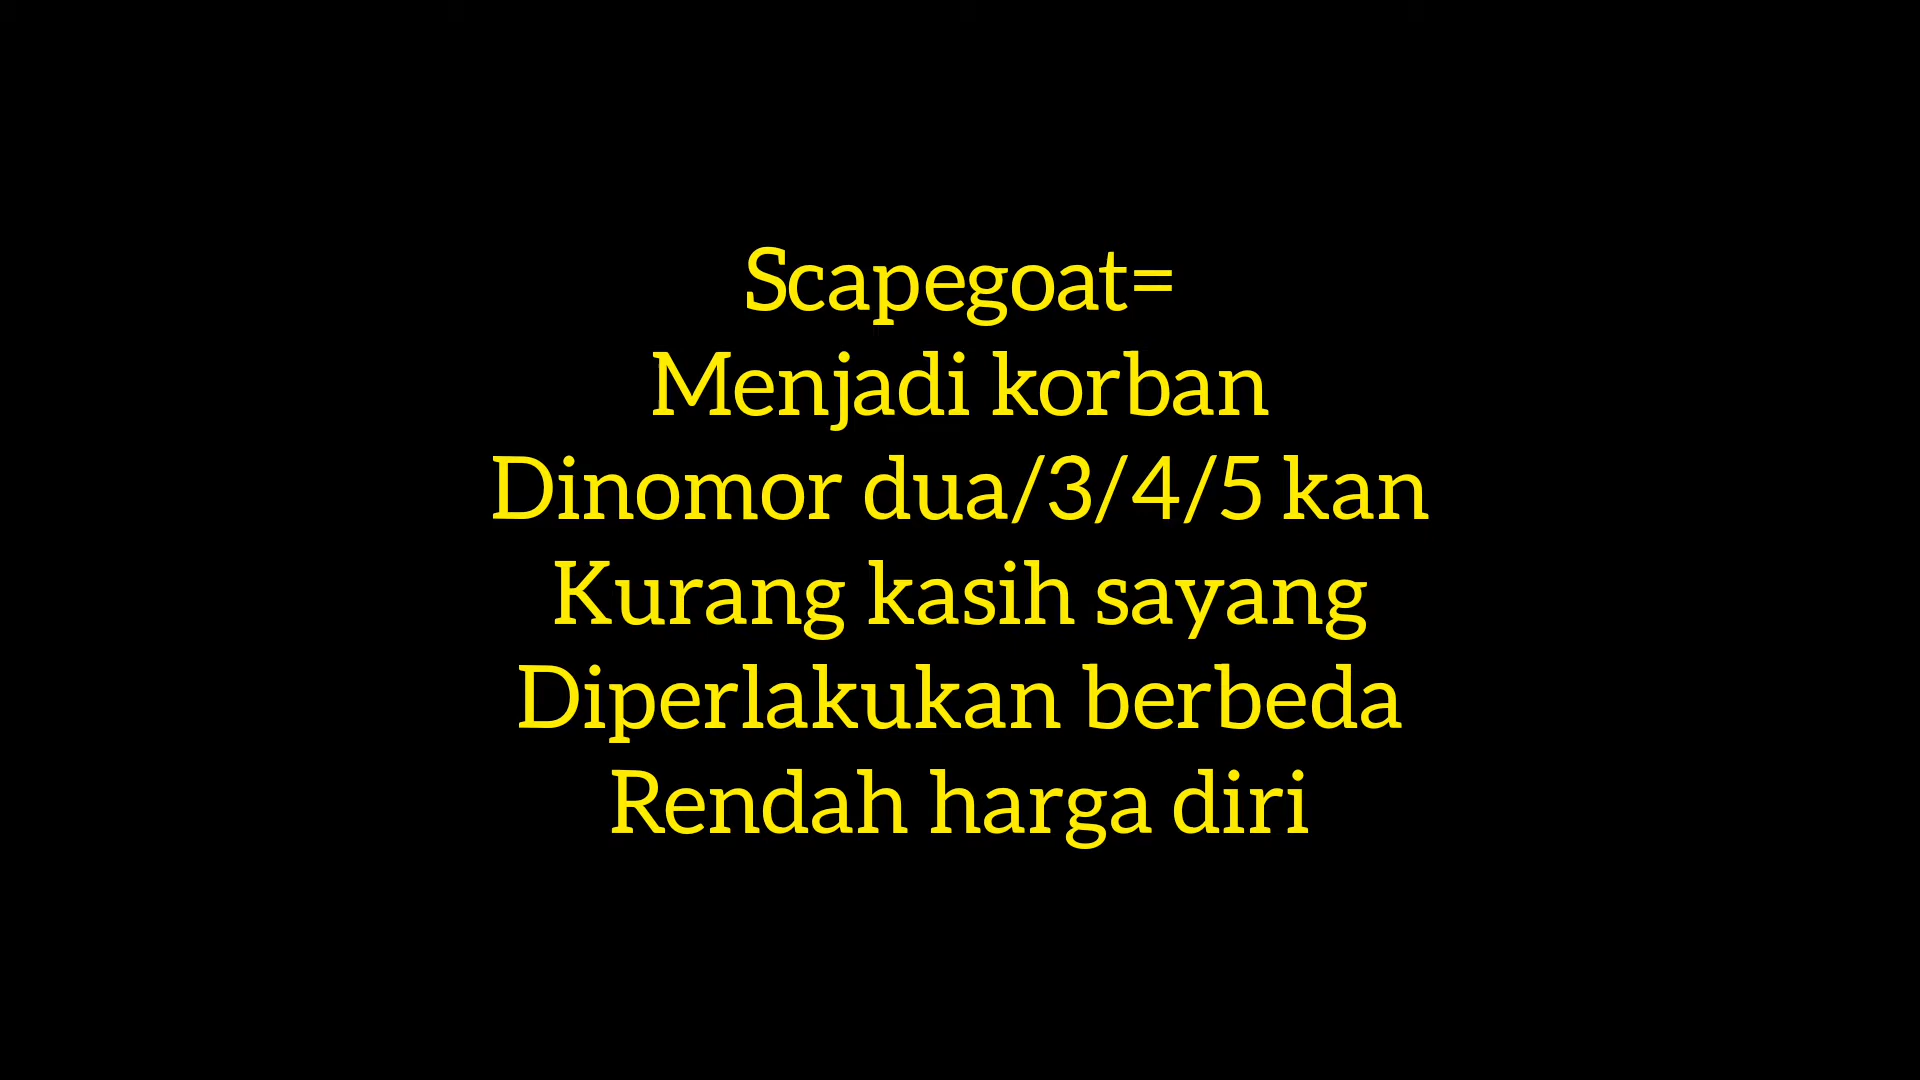 Scapegoat=
Menjadi korban
Dinomor dua/3/4/5 kan
Kurang kasih sayang
Diperlakukan berbeda
Rendah harga diri